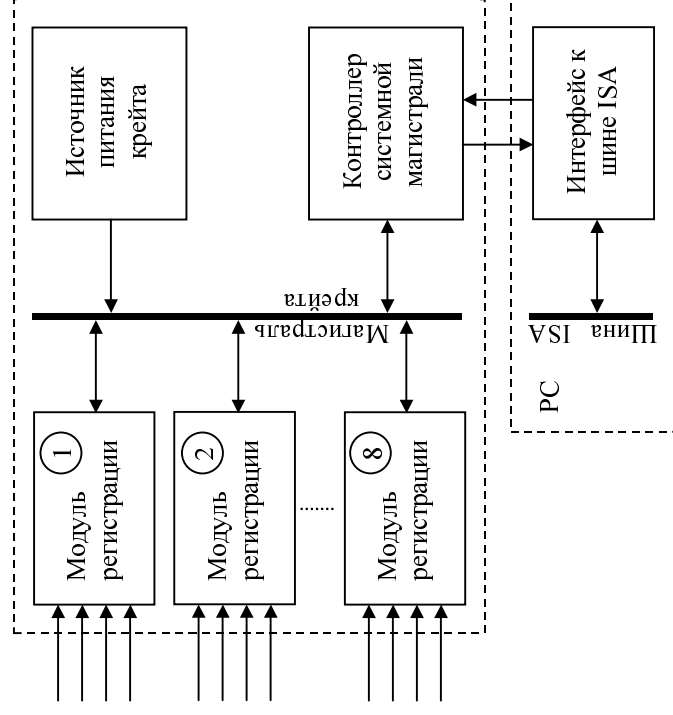 Источник
питания
крейта
Контроллер
системной
магистрали
Интерфейс к
шине ISA
Магистраль
крейта
Шина ISA
PC
1
Модуль
регистрации
2
Модуль
регистрации
.......
8
Модуль
регистрации